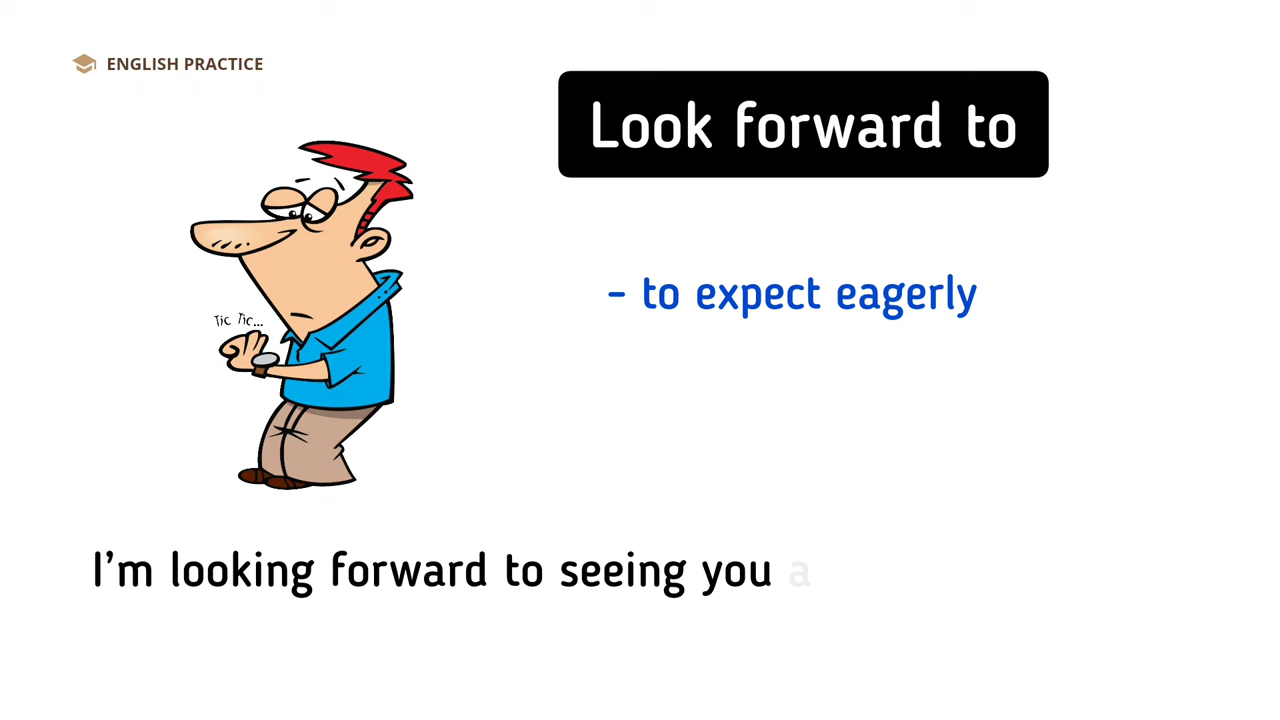 ENGLISH PRACTICE
Look forward to
- to expect eagerly
Tic Tic...
I'm looking forward to seeing you a